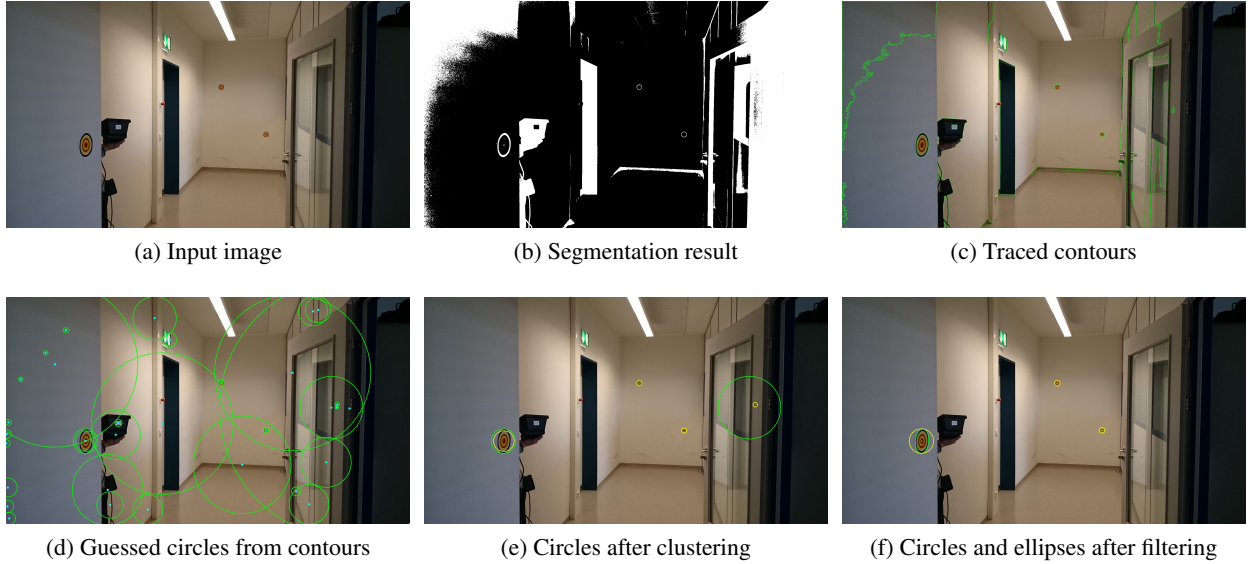 (a) Input image
(b) Segmentation result
(c) Traced contours
(d) Guessed circles from contours
(e) Circles after clustering
(f) Circles and ellipses after filtering